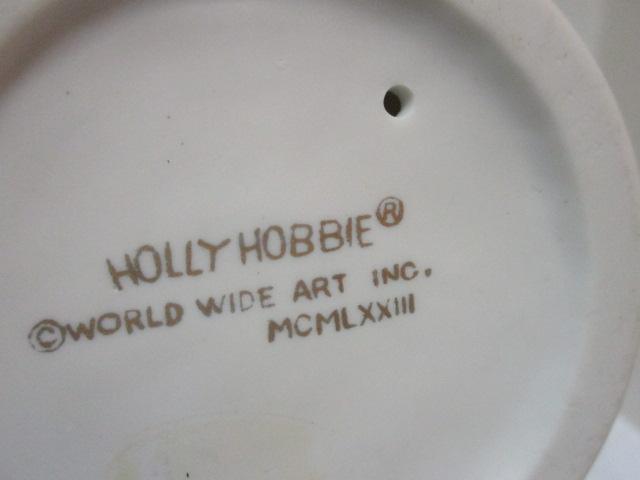 HOLLY HOBBIE®
©WORLD WIDE ART INC.
MCMLXXIII